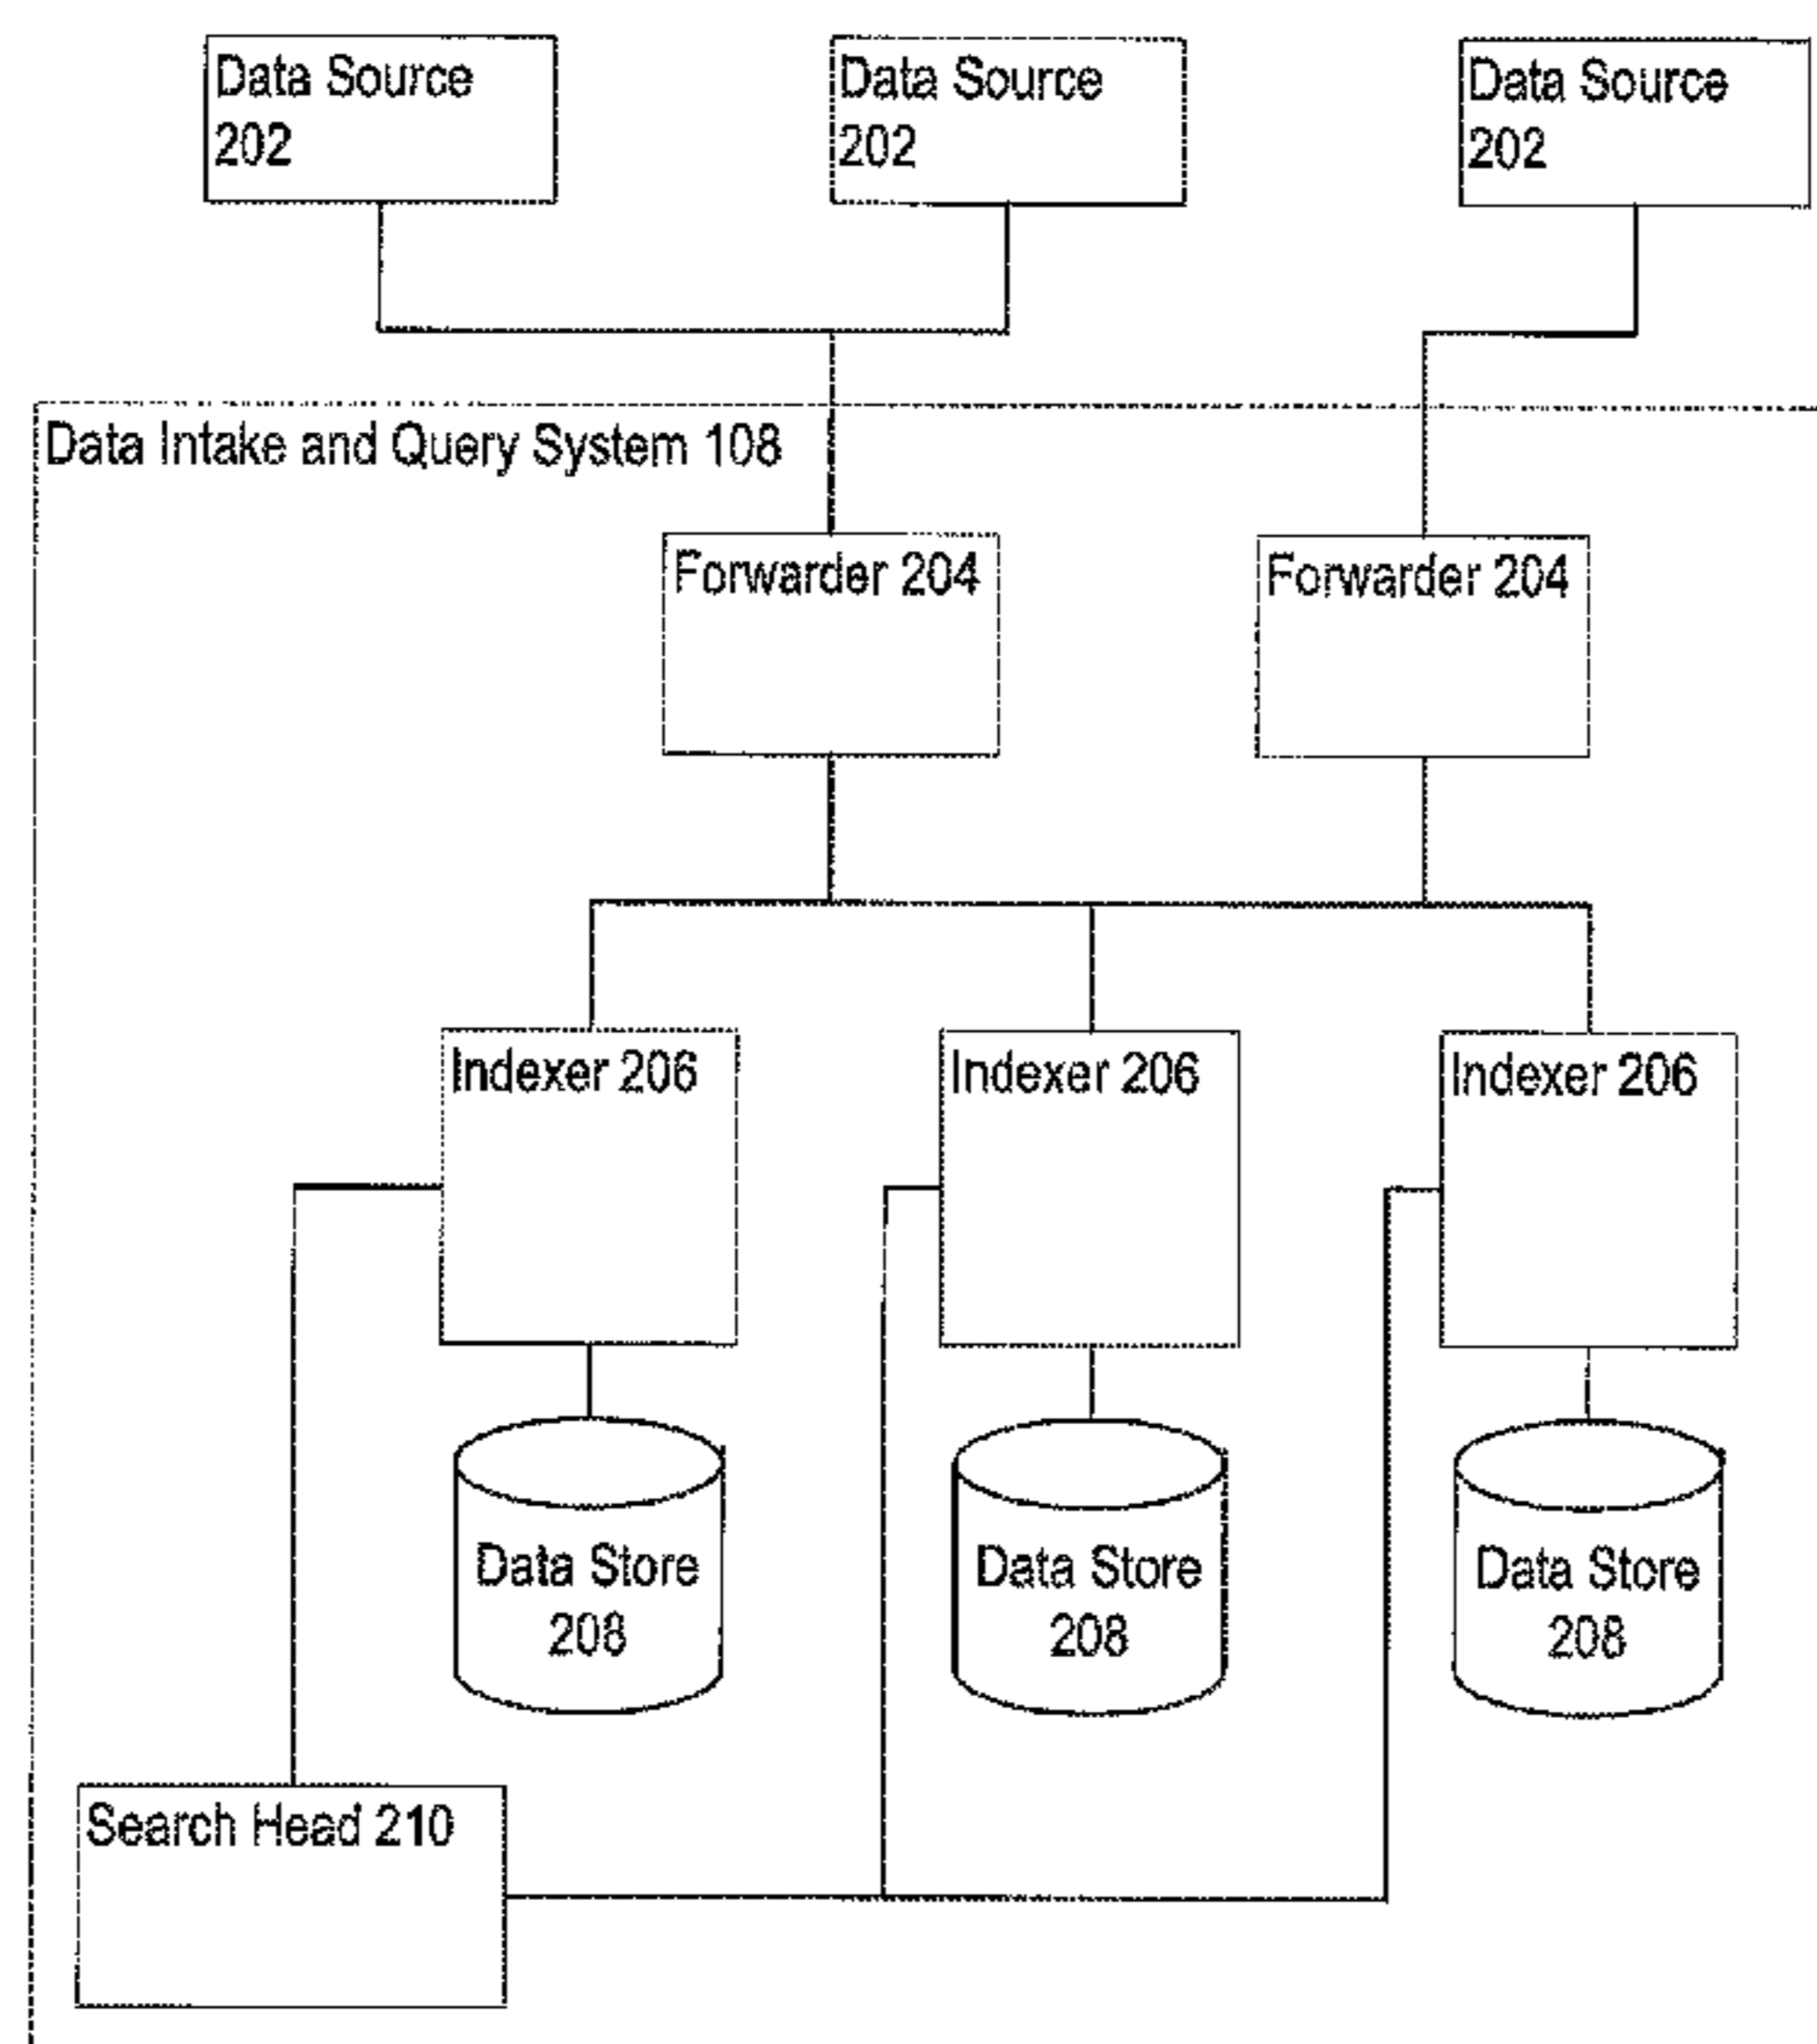 Data Source
202
Data Source
202
Data Source
202
Data Intake and Query System 108
Forwarder 204
Forwarder 204
Indexer 206
Indexer 206
Indexer 206
Data Store
208
Data Store
208
Data Store
208
Search Head 210